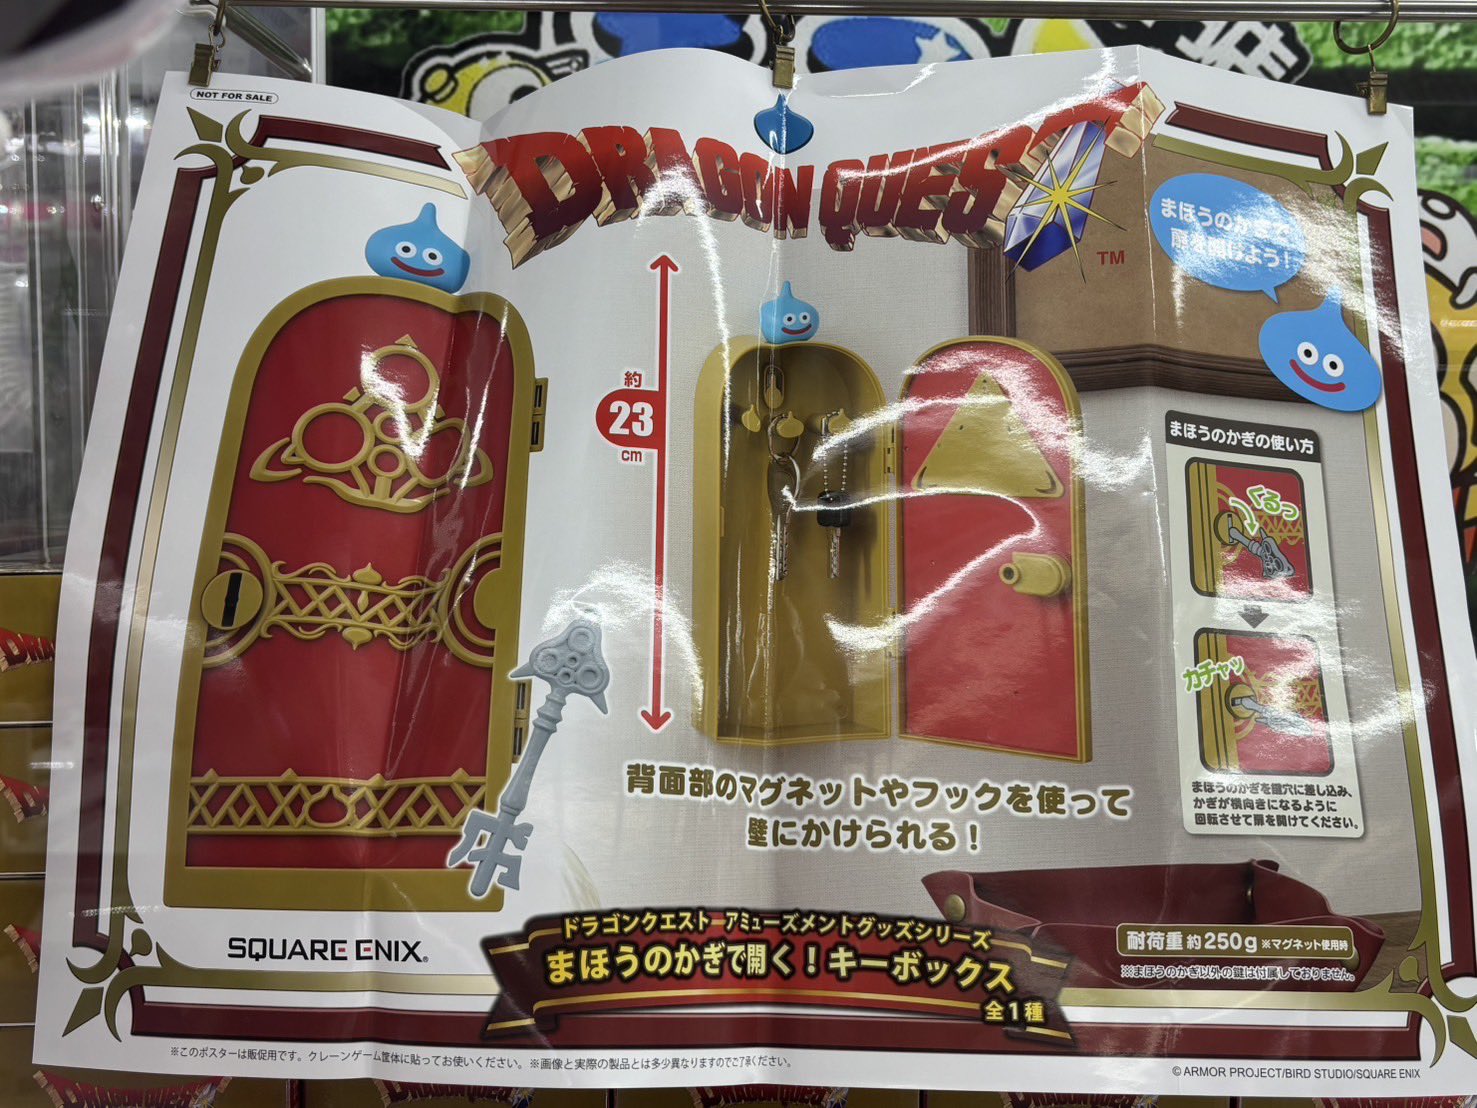 NOT FOR SALE
DRAGON QUEST
TM
まほうのかぎで
扉を開けよう！
約
23
cm
まほうのかぎの使い方
くるっ
ガチャッ
まほうのかぎを鍵穴に差し込み、
かぎが横向きになるように
回転させて扉を開けてください。
背面部のマグネットやフックを使って
壁にかけられる！
SQUARE ENIX®
ドラゴンクエスト アミューズメントグッズシリーズ
まほうのかぎで開く！キーボックス
全1種
耐荷重 約250g ※マグネット使用時
※まほうのかぎ以外の鍵は付属しておりません。
※このポスターは販促用です。クレーンゲーム筐体に貼ってお使いください。※画像と実際の製品とは多少異なりますのでご了承ください。
© ARMOR PROJECT/BIRD STUDIO/SQUARE ENIX
DRAGON QUEST